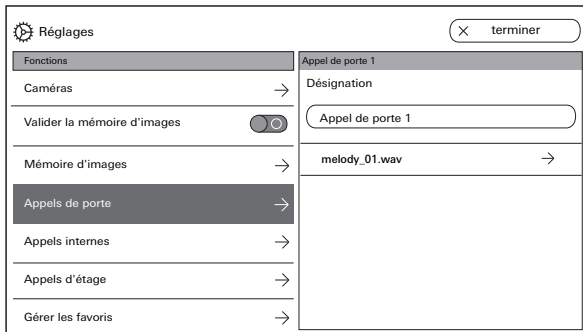 Réglages
terminer
Fonctions
Caméras
Valider la mémoire d'images
Mémoire d'images
Appels de porte
Appels internes
Appels d'étage
Gérer les favoris
Appel de porte 1
Désignation
Appel de porte 1
melody_01.wav